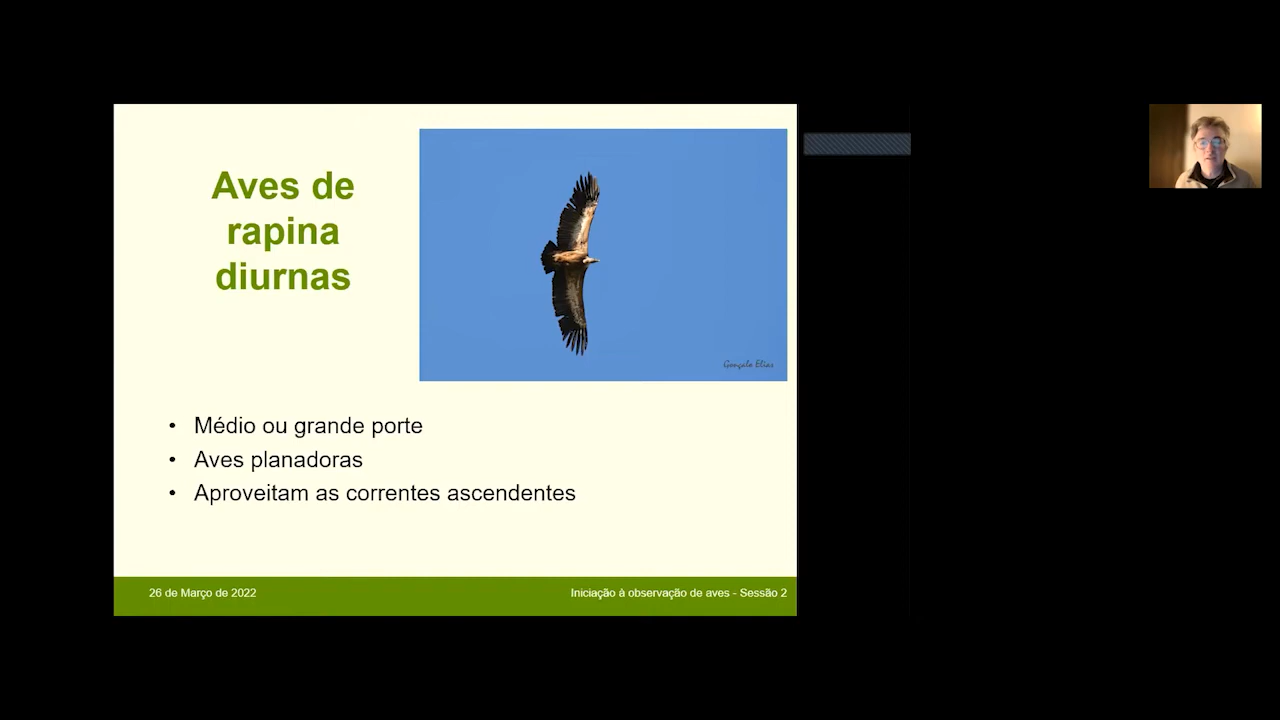 Aves de
rapina
diurnas
Gonçalo Elias
• Médio ou grande porte
• Aves planadoras
• Aproveitam as correntes ascendentes
26 de Março de 2022
Iniciação à observação de aves - Sessão 2